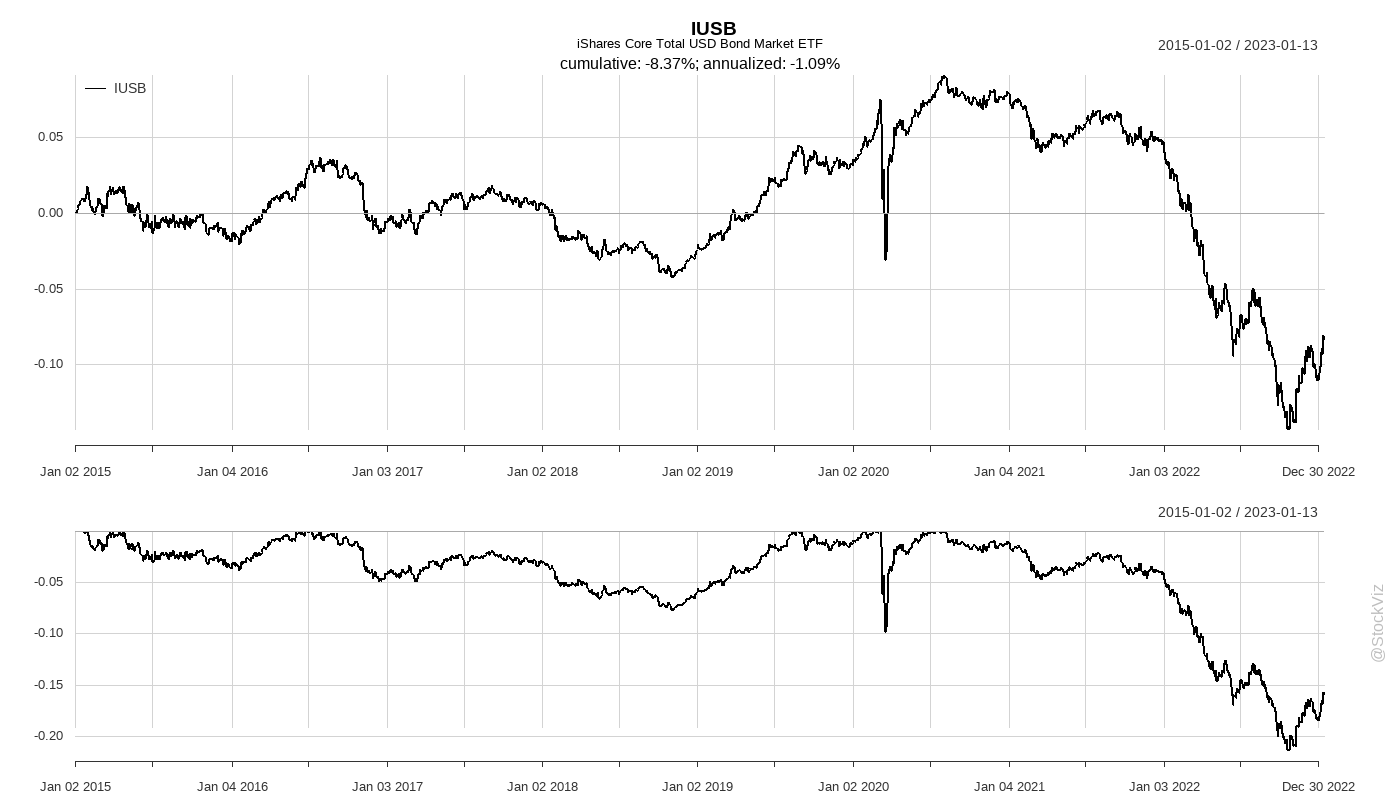 IUSB
iShares Core Total USD Bond Market ETF
2015-01-02 / 2023-01-13
cumulative: -8.37%; annualized: -1.09%
IUSB
0.05
0.00
-0.05
-0.10
Jan 02 2015 Jan 04 2016 Jan 03 2017 Jan 02 2018 Jan 02 2019 Jan 02 2020 Jan 04 2021 Jan 03 2022 Dec 30 2022
2015-01-02 / 2023-01-13
-0.05
-0.10
-0.15
-0.20
Jan 02 2015 Jan 04 2016 Jan 03 2017 Jan 02 2018 Jan 02 2019 Jan 02 2020 Jan 04 2021 Jan 03 2022 Dec 30 2022
@StockViz